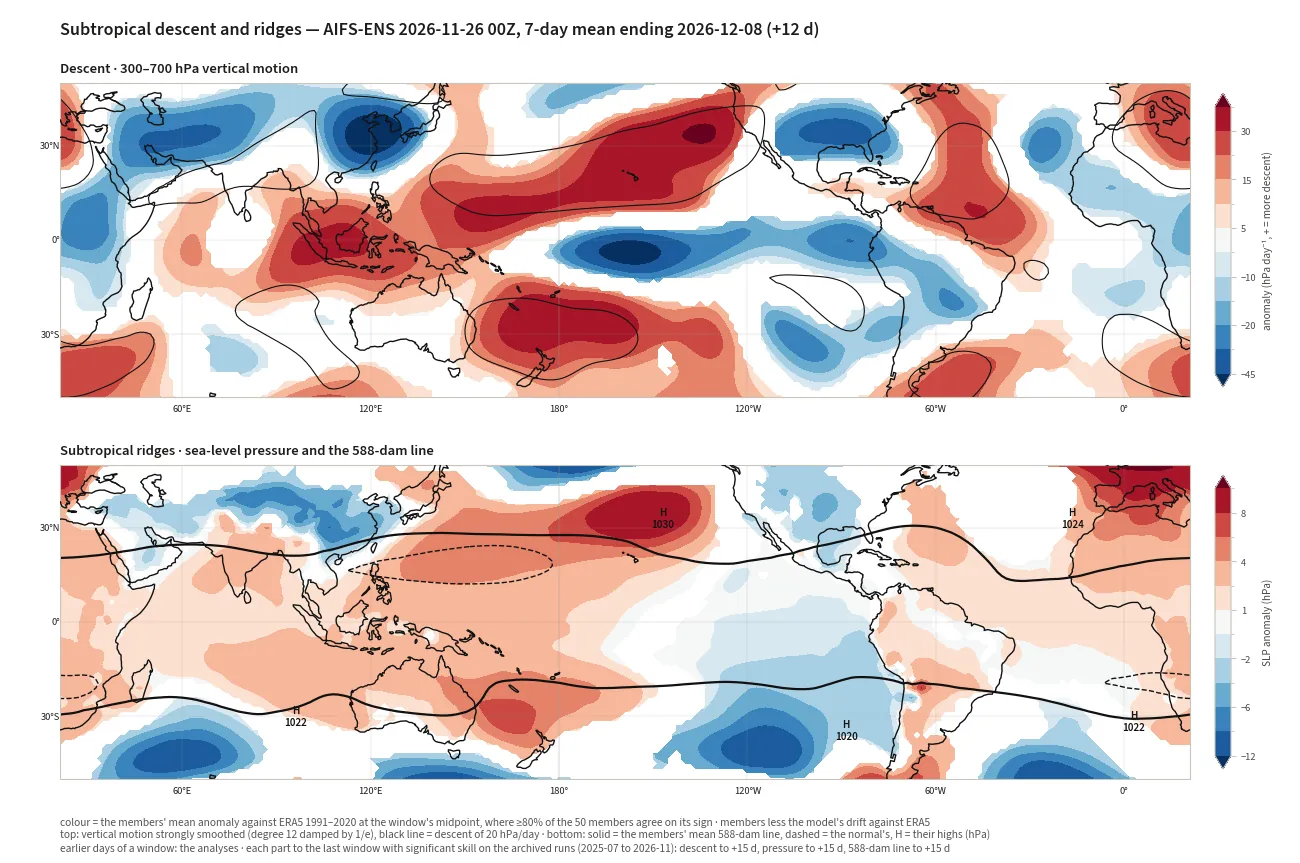 Subtropical descent and ridges — AIFS-ENS 2026-11-26 00Z, 7-day mean ending 2026-12-08 (+12 d)
Descent · 300–700 hPa vertical motion
30°N
0°
30°S
60°E
120°E
180°
120°W
60°W
0°
30
15
5
−10
−20
−45
anomaly (hPa day⁻¹, + = more descent)
Subtropical ridges · sea-level pressure and the 588-dam line
30°N
0°
30°S
H
1030
H
1024
H
1022
H
1020
H
1022
60°E
120°E
180°
120°W
60°W
0°
8
4
1
−2
−6
−12
SLP anomaly (hPa)
colour = the members' mean anomaly against ERA5 1991–2020 at the window's midpoint, where ≥80% of the 50 members agree on its sign · members less the model's drift against ERA5
top: vertical motion strongly smoothed (degree 12 damped by 1/e), black line = descent of 20 hPa/day · bottom: solid = the members' mean 588-dam line, dashed = the normal's, H = their highs (hPa)
earlier days of a window: the analyses · each part to the last window with significant skill on the archived runs (2025-07 to 2026-11): descent to +15 d, pressure to +15 d, 588-dam line to +15 d